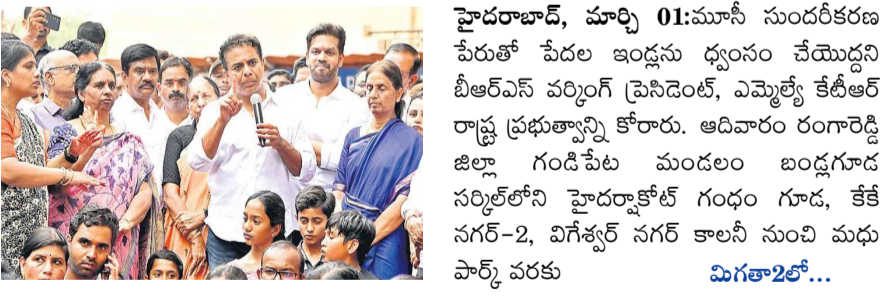 హైదరాబాద్, మార్చి 01:మూసీ సుందరీకరణ
పేరుతో పేదల ఇండ్లను ధ్వంసం చేయొద్దని
బీఆర్ఎస్ వర్కింగ్ ప్రెసిడెంట్, ఎమ్మెల్యే కేటీఆర్
రాష్ట్ర ప్రభుత్వాన్ని కోరారు. ఆదివారం రంగారెడ్డి
జిల్లా గండిపేట మండలం బండ్లగూడ
సర్కిల్‌లోని హైదర్షాకోట్ గంధం గూడ, కేకే
నగర్-2, విగేశ్వర్ నగర్ కాలనీ నుంచి మధు
పార్క్ వరకు మిగతా2లో...